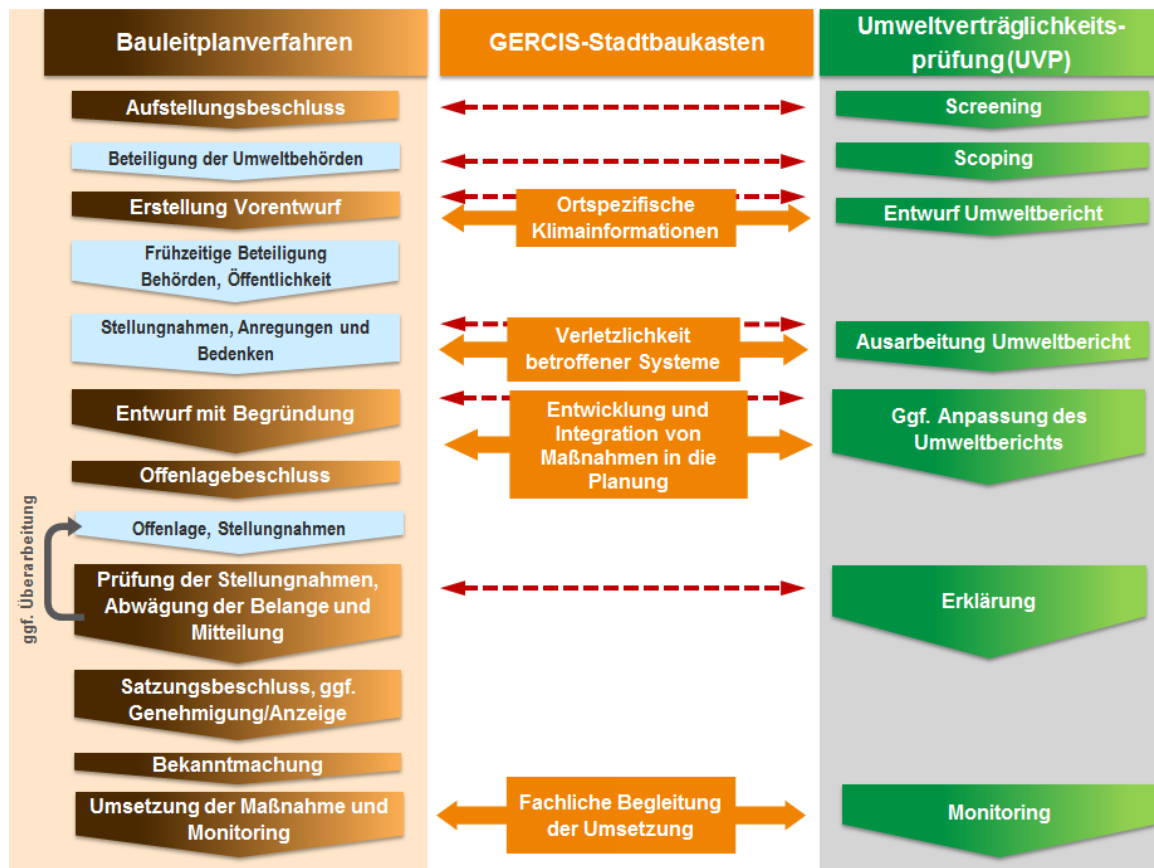 Bauleitplanverfahren
GERCIS-Stadtbaukasten
Umweltverträglichkeits-
prüfung (UVP)
Aufstellungsbeschluss
Screening
Beteiligung der Umweltbehörden
Scoping
Erstellung Vorentwurf
Ortspezifische
Klimainformationen
Entwurf Umweltbericht
Frühzeitige Beteiligung
Behörden, Öffentlichkeit
Stellungnahmen, Anregungen und
Bedenken
Verletzlichkeit
betroffener Systeme
Ausarbeitung Umweltbericht
Entwurf mit Begründung
Entwicklung und
Integration von
Maßnahmen in die
Planung
Ggf. Anpassung des
Umweltberichts
Offenlagebeschluss
Offenlage, Stellungnahmen
ggf. Überarbeitung
Prüfung der Stellungnahmen,
Abwägung der Belange und
Mitteilung
Erklärung
Satzungsbeschluss, ggf.
Genehmigung/Anzeige
Bekanntmachung
Umsetzung der Maßnahme und
Monitoring
Fachliche Begleitung
der Umsetzung
Monitoring